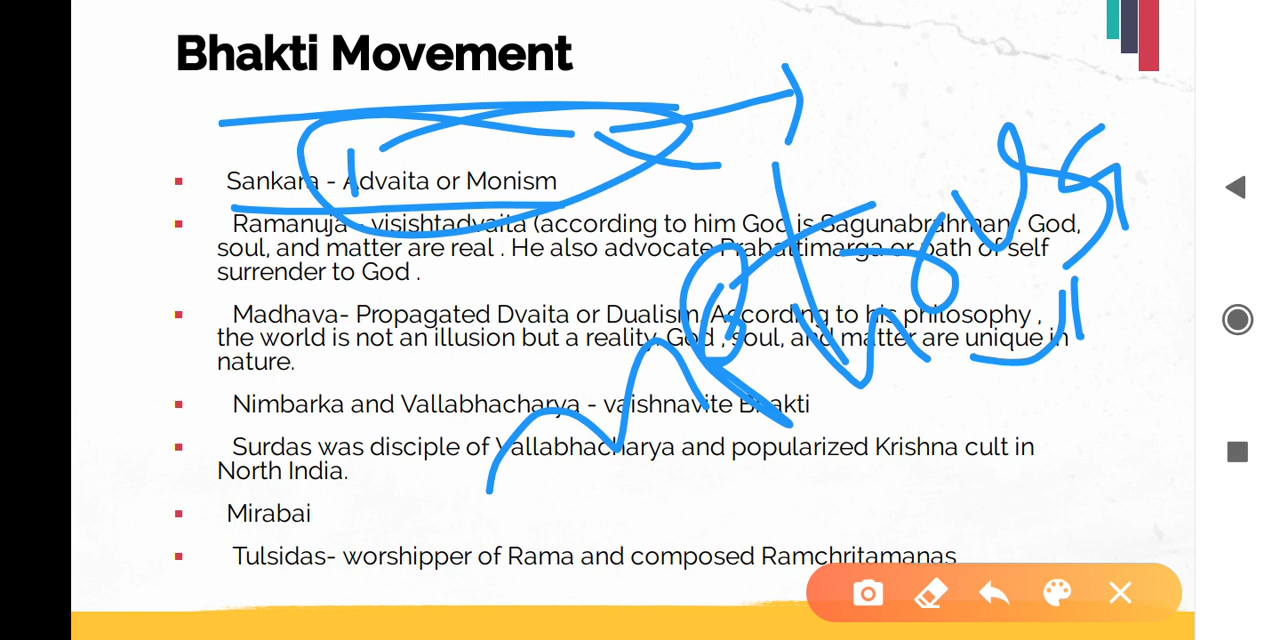 Bhakti Movement
Sankara - Advaita or Monism
Ramanuja - visishtadvaita (according to him God is Sagunabrahman). God,
soul, and matter are real . He also advocate Prabattimarga or path of self
surrender to God .
Madhava- Propagated Dvaita or Dualism. According to his philosophy ,
the world is not an illusion but a reality. God , soul, and matter are unique in
nature.
Nimbarka and Vallabhacharya - vaishnavite Bhakti
Surdas was disciple of Vallabhacharya and popularized Krishna cult in
North India.
Mirabai
Tulsidas- worshipper of Rama and composed Ramchritamanas